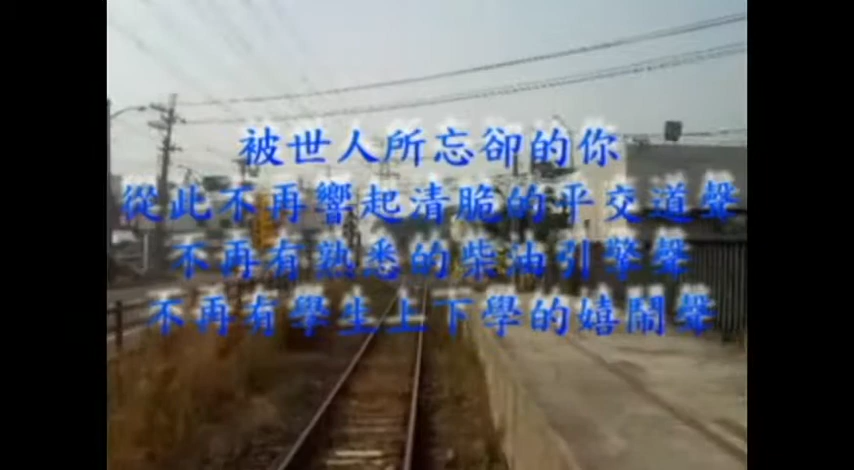 被世人所忘卻的你
從此不再響起清脆的平交道聲
不再有熟悉的柴油引擎聲
不再有學生上下學的嬉鬧聲